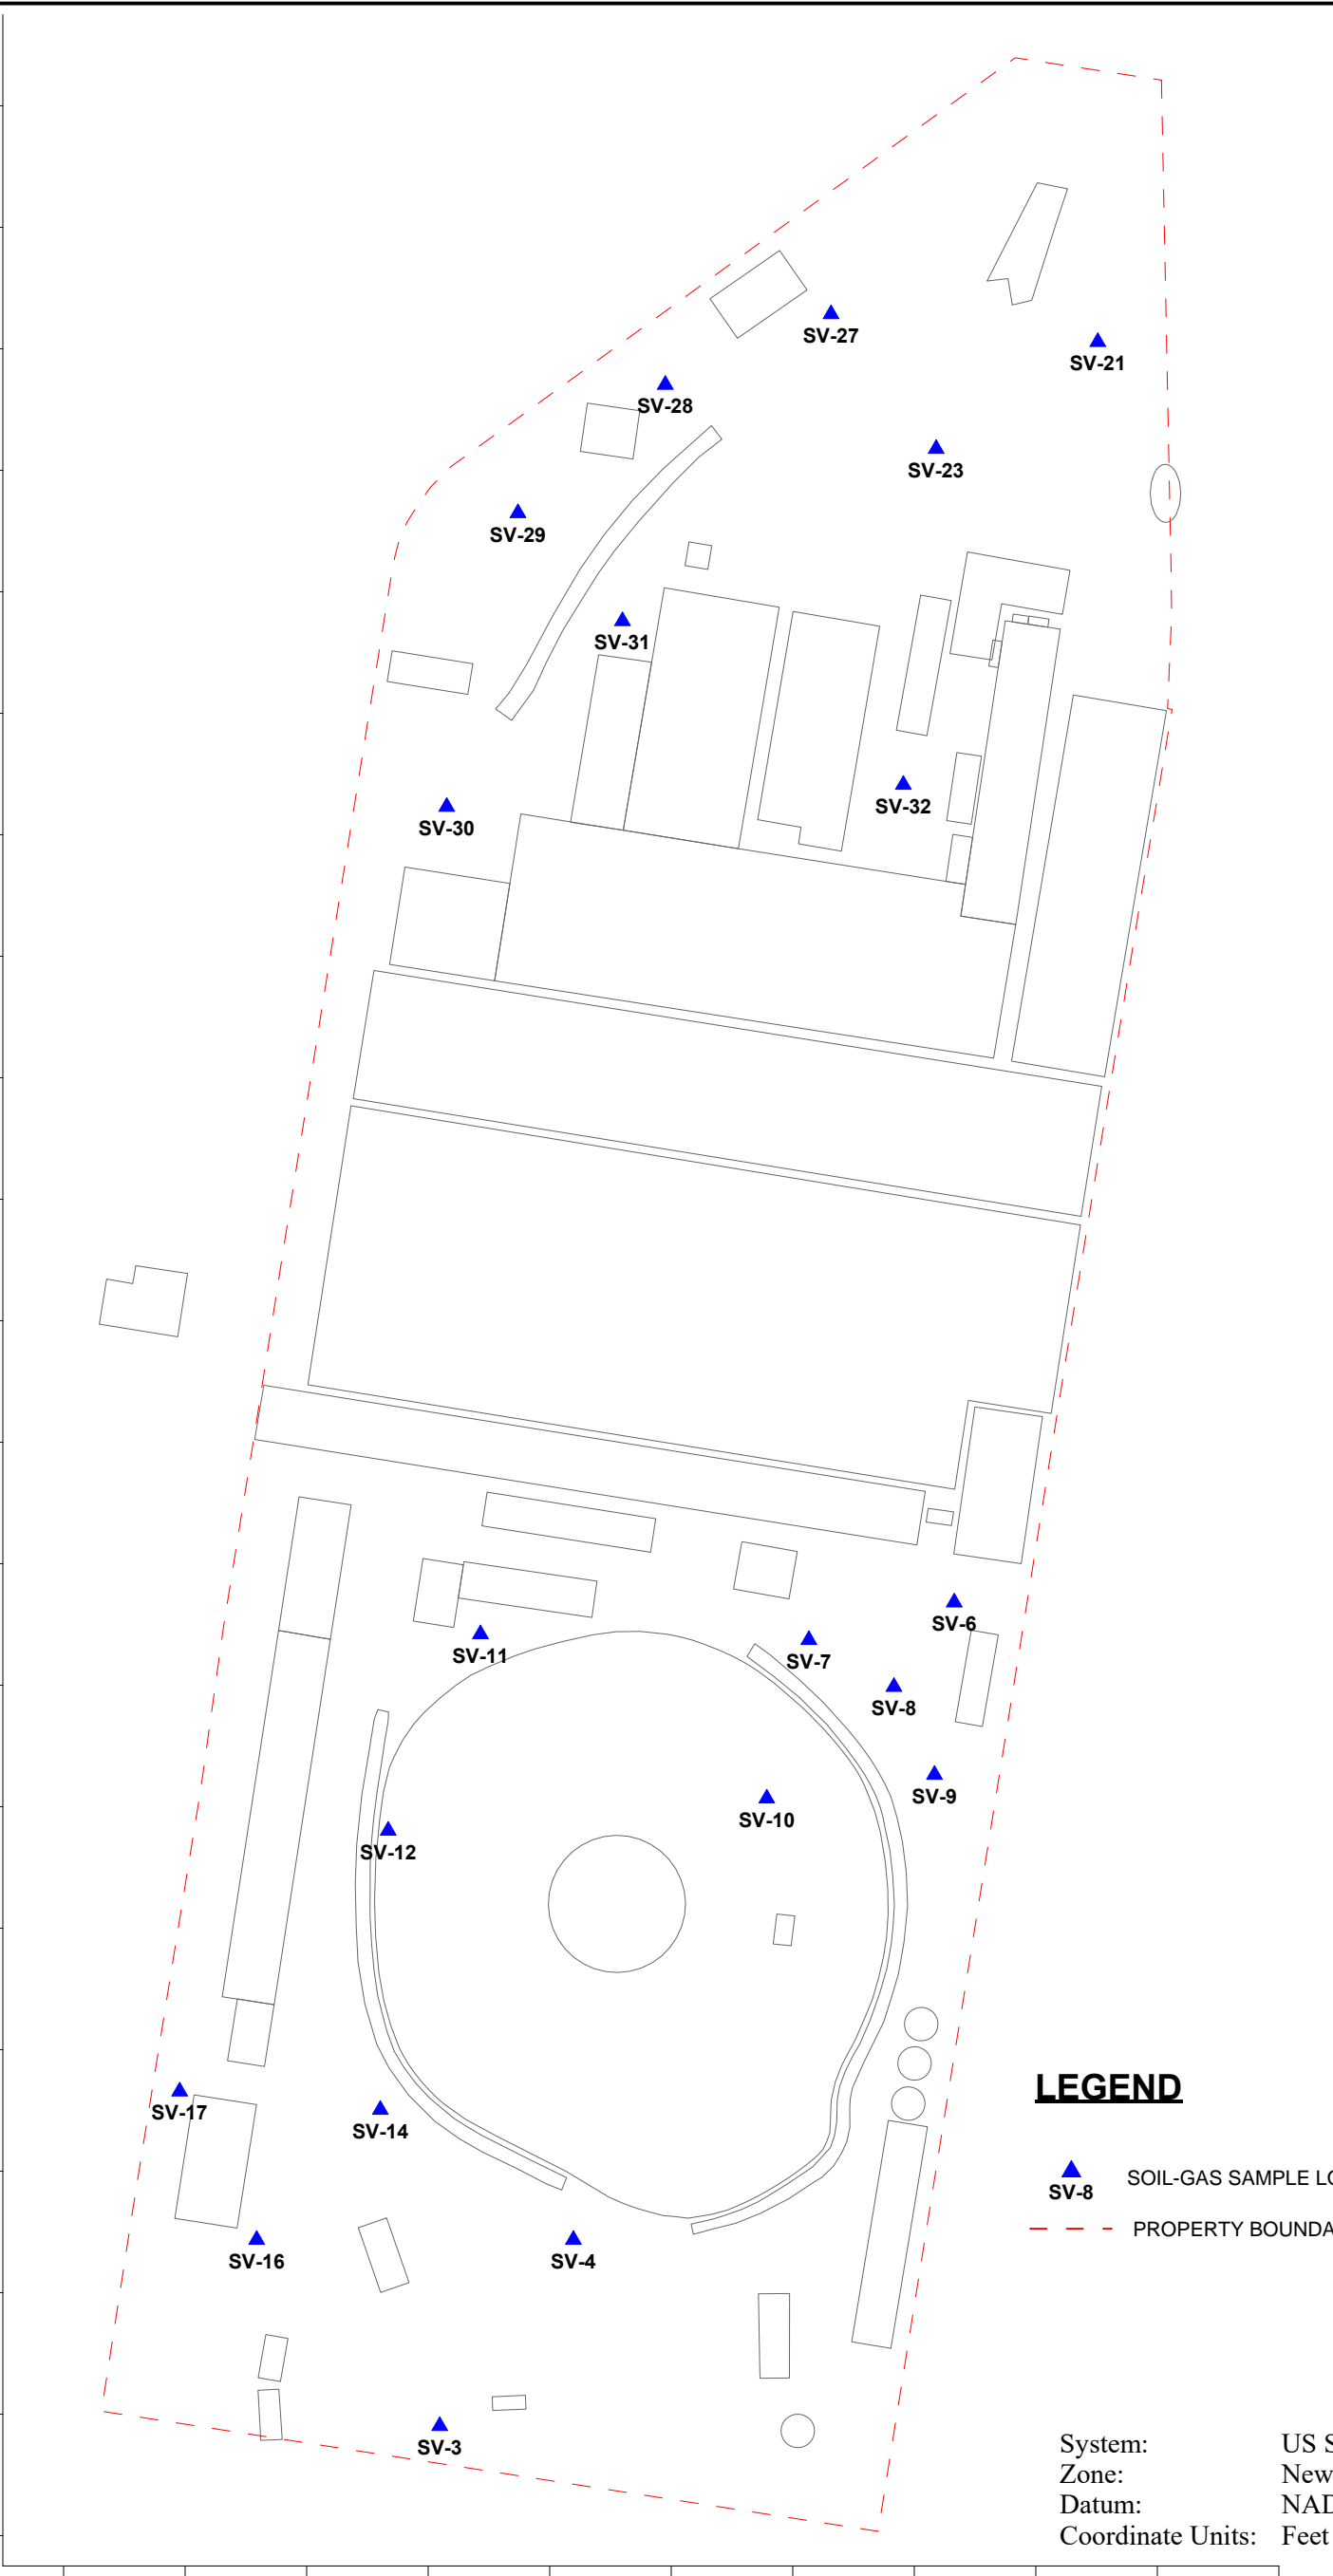 SV-27
SV-21
SV-28
SV-23
SV-29
SV-31
SV-32
SV-30
SV-6
SV-11
SV-7
SV-8
SV-9
SV-10
SV-12
SV-17
SV-14
SV-16
SV-4
SV-3
LEGEND
SV-8 SOIL-GAS SAMPLE LO
PROPERTY BOUNDA
System: US S
Zone: New
Datum: NAD
Coordinate Units: Feet